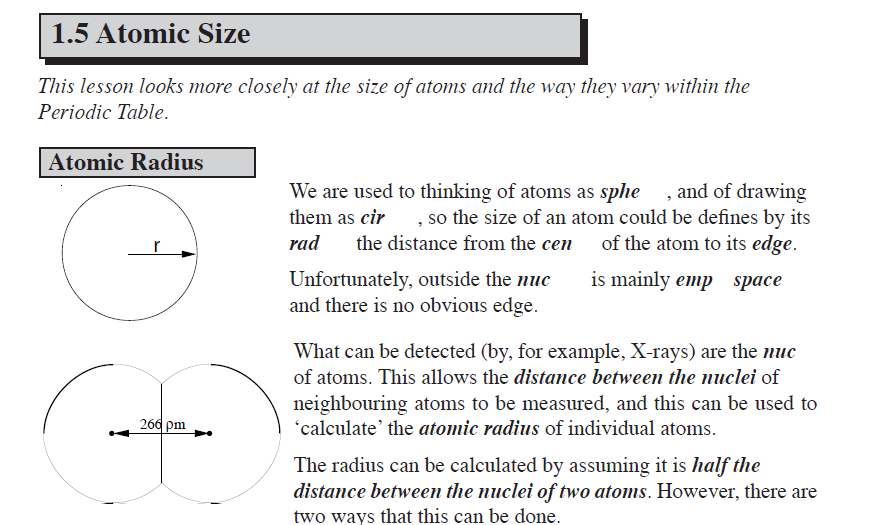 1.5 Atomic Size
This lesson looks more closely at the size of atoms and the way they vary within the
Periodic Table.
Atomic Radius
r
We are used to thinking of atoms as sphe , and of drawing
them as cir , so the size of an atom could be defines by its
rad the distance from the cen of the atom to its edge.
Unfortunately, outside the nuc is mainly emp space
and there is no obvious edge.
266 ρm
What can be detected (by, for example, X-rays) are the nuc
of atoms. This allows the distance between the nuclei of
neighbouring atoms to be measured, and this can be used to
‘calculate’ the atomic radius of individual atoms.
The radius can be calculated by assuming it is half the
distance between the nuclei of two atoms. However, there are
two ways that this can be done.